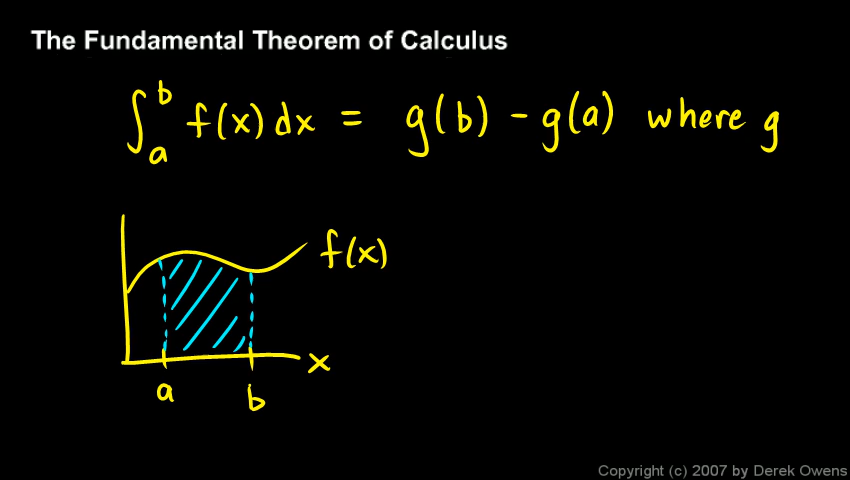 The Fundamental Theorem of Calculus
∫ₐᵇ f(x) dx = g(b) - g(a) where g
f(x)
x
a b
Copyright (c) 2007 by Derek Owens